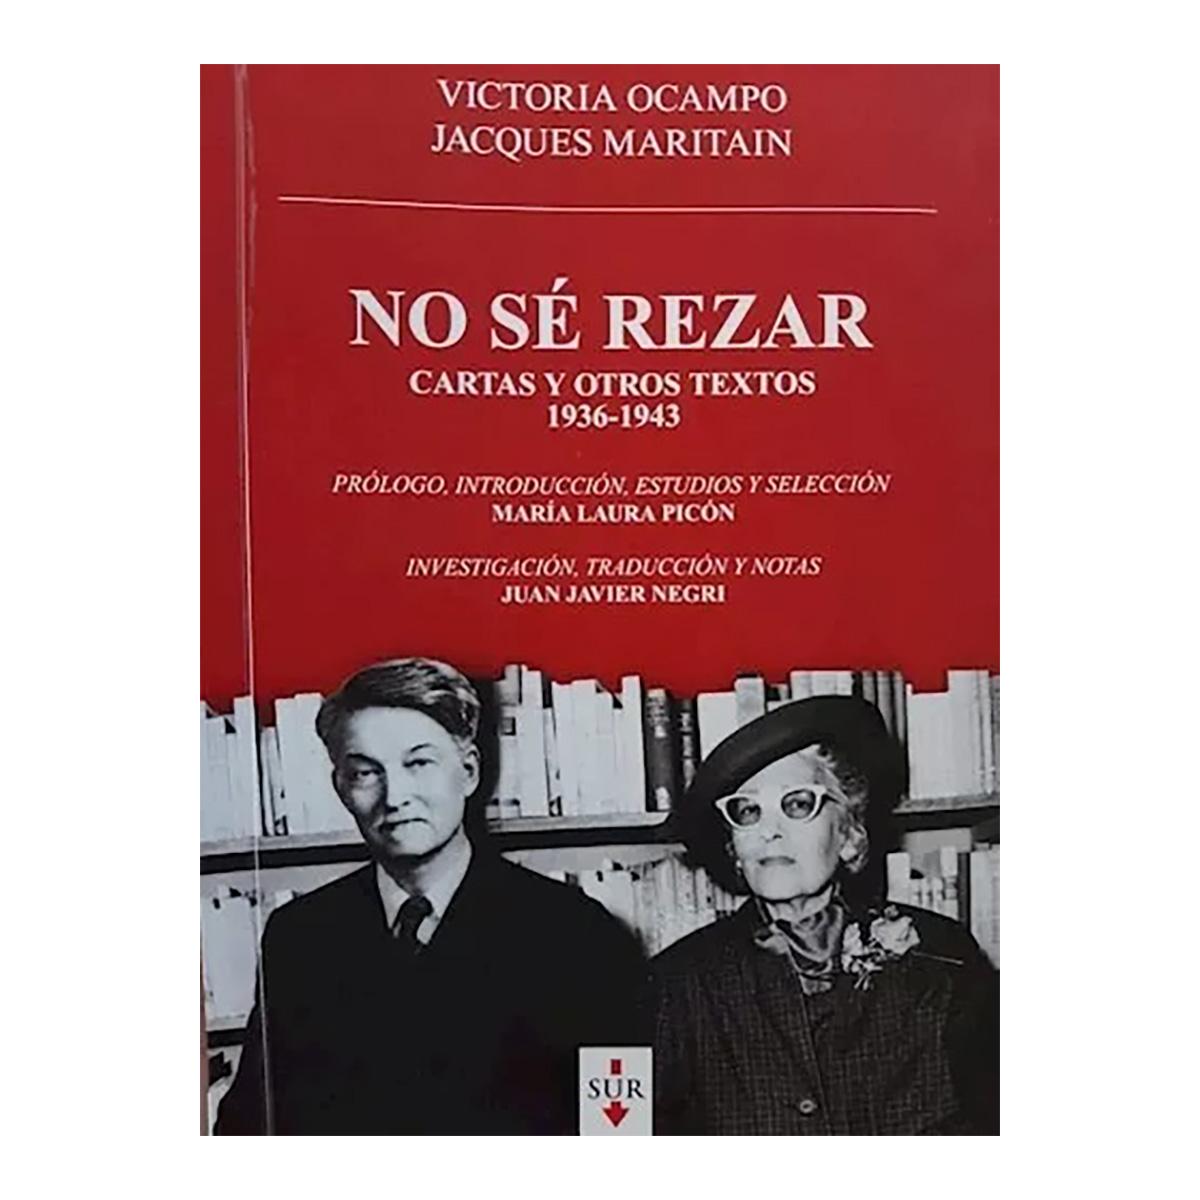 VICTORIA OCAMPO
JACQUES MARITAIN
NO SÉ REZAR
CARTAS Y OTROS TEXTOS
1936-1943
PRÓLOGO, INTRODUCCIÓN, ESTUDIOS Y SELECCIÓN
MARÍA LAURA PICÓN
INVESTIGACIÓN, TRADUCCIÓN Y NOTAS
JUAN JAVIER NEGRI
SUR